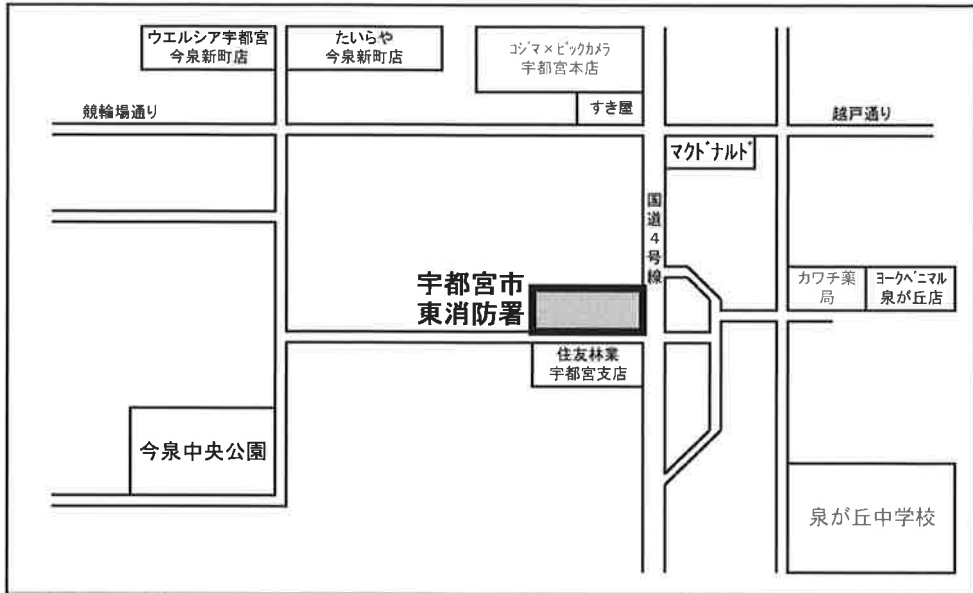 ウエルシア宇都宮
今泉新町店
たいらや
今泉新町店
コジマ×ビックカメラ
宇都宮本店
すき屋
競輪場通り
越戸通り
マクドナルド
国道4号線
宇都宮市
東消防署
カワチ薬
局
ヨークベニマル
泉が丘店
住友林業
宇都宮支店
今泉中央公園
泉が丘中学校